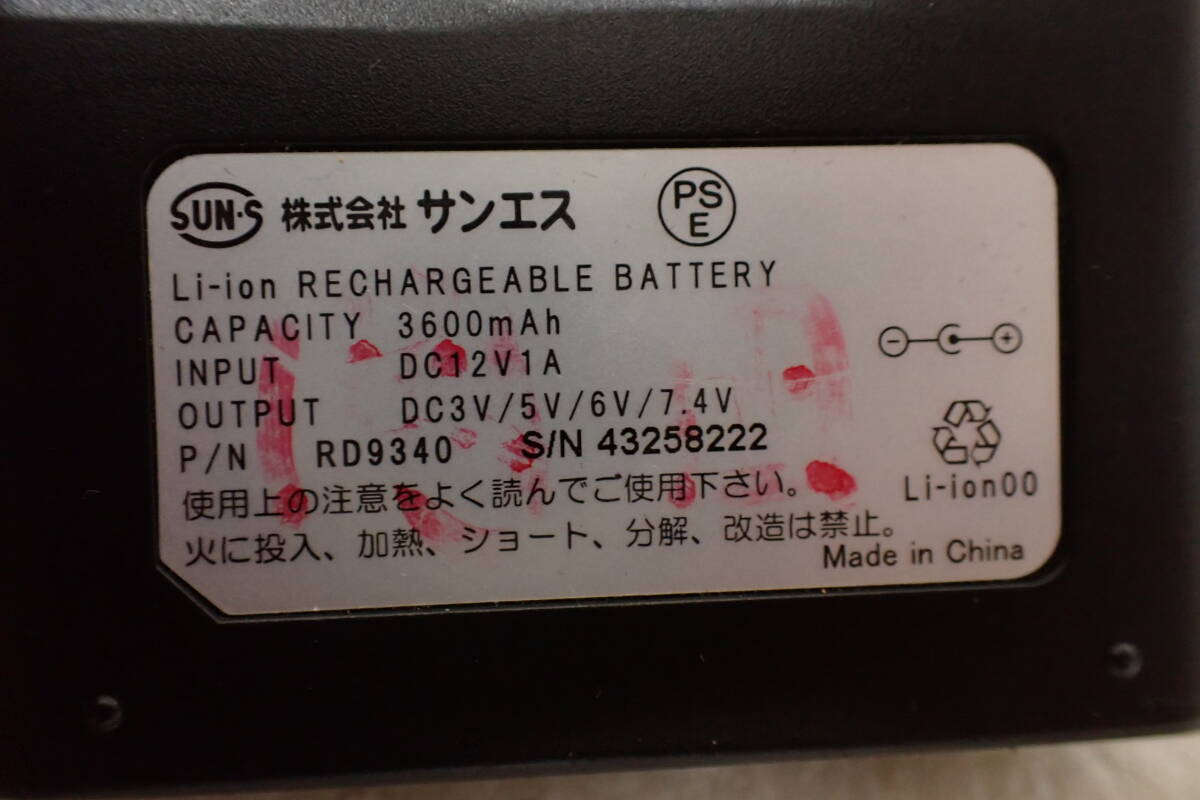 SUN・S 株式会社 サンエス
PS
E
Li-ion RECHARGEABLE BATTERY
CAPACITY 3600mAh
INPUT DC12V1A
OUTPUT DC3V/5V/6V/7.4V
P/N RD9340 S/N 43258222
使用上の注意をよく読んでご使用下さい。
火に投入、加熱、ショート、分解、改造は禁止。
Li-ion00
Made in China